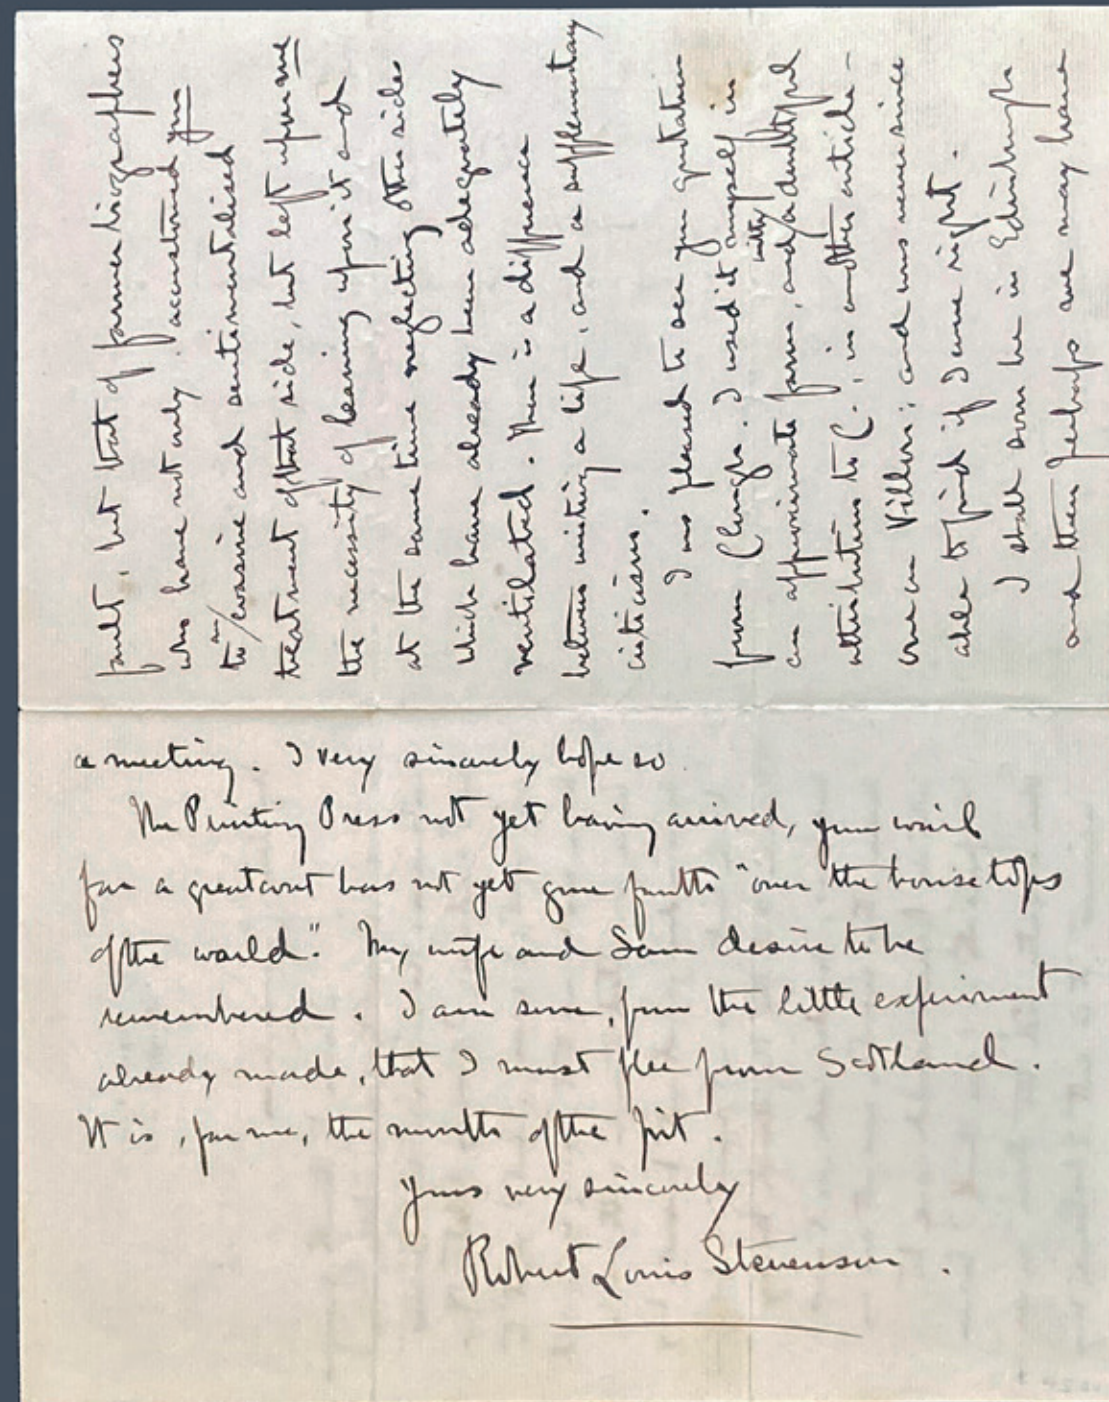 fault, but that of former biographers
who have not only accustomed you
to an evasive and sentimentalised
treatment of that side, but left upon me
the necessity of leaning upon it and
at the same time neglecting other sides
which have already been adequately
ventilated. There is a difference
between writing a life, and a supplementary
criticism.
I was pleased to see your quotation
from Clough. I used it myself in
an approximate form, and with a doubtful
attribution to C., in another article -
one on Villon; and was never since
able to find if I was right.
I shall soon be in Edinburgh
and then perhaps we may have
a meeting. I very sincerely hope so
The Printing Press not yet having arrived, your wail
for a greatcoat has not yet gone forth "over the housetops
of the world". My wife and Sam desire to be
remembered. I am sure, from the little experiment
already made, that I must flee from Scotland.
It is, for me, the mouth of the pit.
Yours very sincerely
Robert Louis Stevenson.